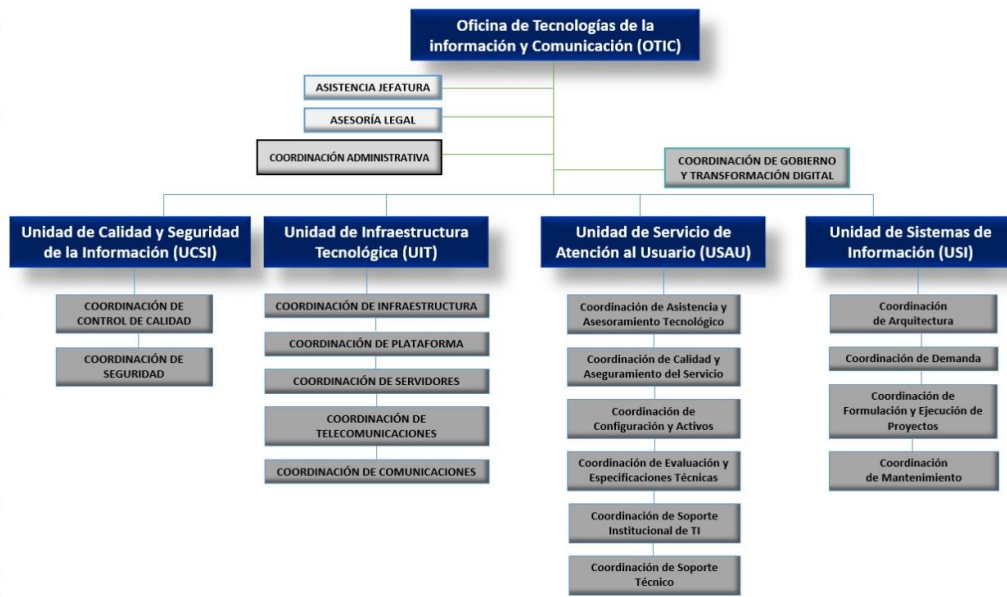 Oficina de Tecnologías de la
información y Comunicación (OTIC)
ASISTENCIA JEFATURA
ASESORÍA LEGAL
COORDINACIÓN ADMINISTRATIVA
COORDINACIÓN DE GOBIERNO
Y TRANSFORMACIÓN DIGITAL
Unidad de Calidad y Seguridad
de la Información (UCSI)
COORDINACIÓN DE
CONTROL DE CALIDAD
COORDINACIÓN DE
SEGURIDAD
Unidad de Infraestructura
Tecnológica (UIT)
COORDINACIÓN DE INFRAESTRUCTURA
COORDINACIÓN DE PLATAFORMA
COORDINACIÓN DE SERVIDORES
COORDINACIÓN DE
TELECOMUNICACIONES
COORDINACIÓN DE COMUNICACIONES
Unidad de Servicio de
Atención al Usuario (USAU)
Coordinación de Asistencia y
Asesoramiento Tecnológico
Coordinación de Calidad y
Aseguramiento del Servicio
Coordinación de
Configuración y Activos
Coordinación de Evaluación y
Especificaciones Técnicas
Coordinación de Soporte
Institucional de TI
Coordinación de Soporte
Técnico
Unidad de Sistemas de
Información (USI)
Coordinación
de Arquitectura
Coordinación de Demanda
Coordinación de
Formulación y Ejecución de
Proyectos
Coordinación
de Mantenimiento